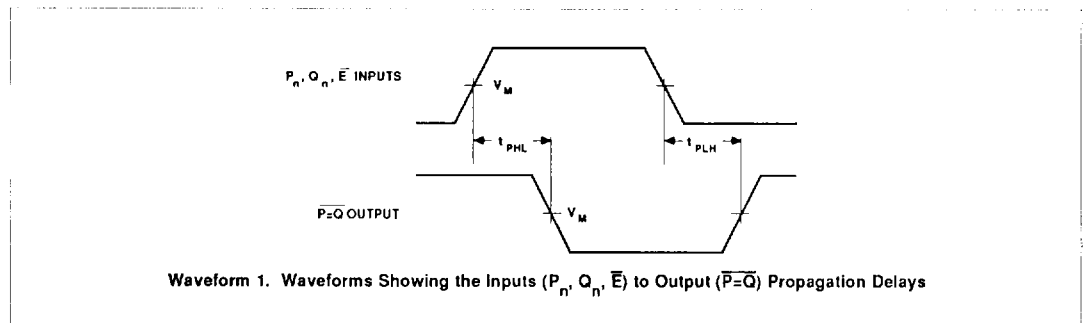 Pn, Qn, E̅ INPUTS
VM
tPHL
tPLH
P̅=̅Q̅ OUTPUT
VM
Waveform 1. Waveforms Showing the Inputs (Pn, Qn, E̅) to Output (P̅=̅Q̅) Propagation Delays